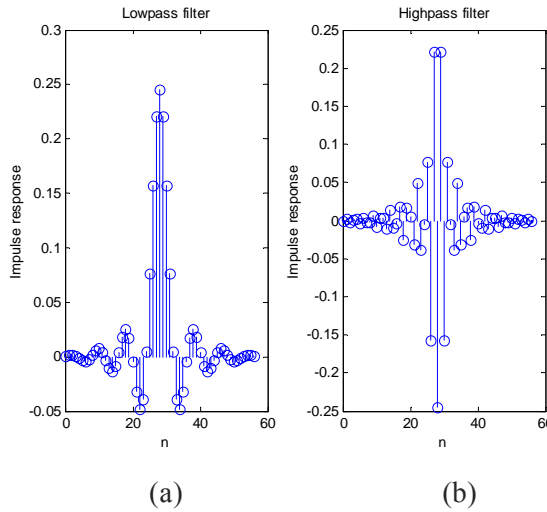 Lowpass filter
0.3
0.25
0.2
0.15
0.1
0.05
0
-0.05
0 20 40 60
Impulse response
n
(a)
Highpass filter
0.25
0.2
0.15
0.1
0.05
0
-0.05
-0.1
-0.15
-0.2
-0.25
0 20 40 60
Impulse response
n
(b)